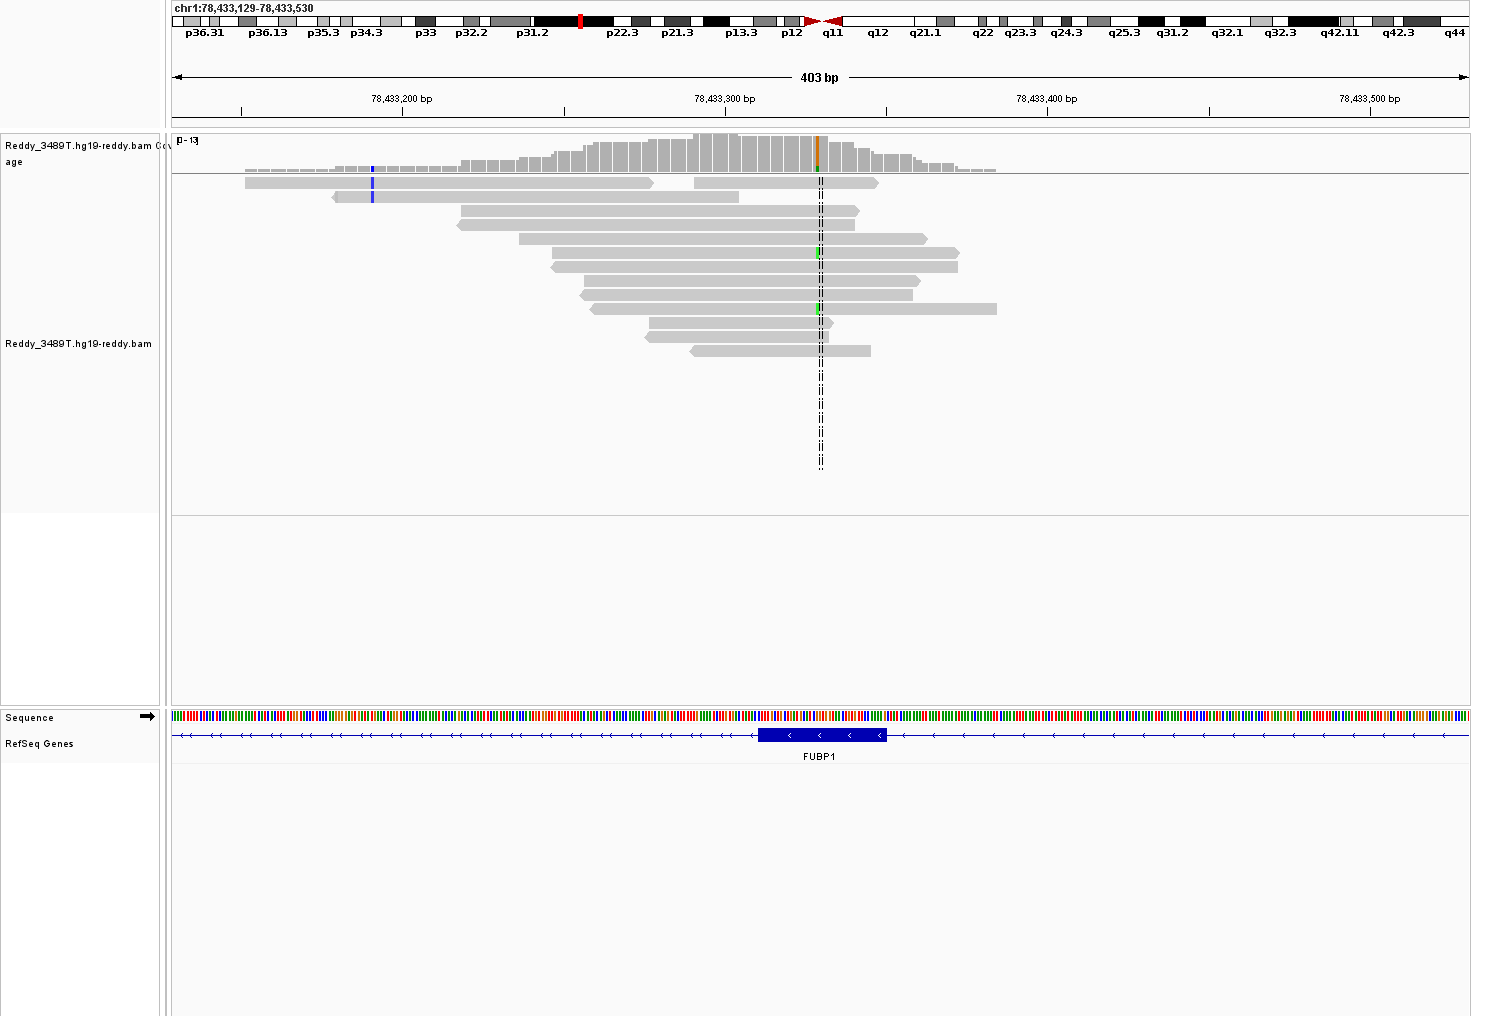 chr1:78,433,129-78,433,530
p36.31 p36.13 p35.3 p34.3 p33 p32.2 p31.2 p22.3 p21.3 p13.3 p12 q11 q12 q21.1 q22 q23.3 q24.3 q25.3 q31.2 q32.1 q32.3 q42.11 q42.3 q44
403 bp
78,433,200 bp 78,433,300 bp 78,433,400 bp 78,433,500 bp
Reddy_3489T.hg19-reddy.bam Cov
age
[0 - 13]
Reddy_3489T.hg19-reddy.bam
Sequence
RefSeq Genes
FUBP1